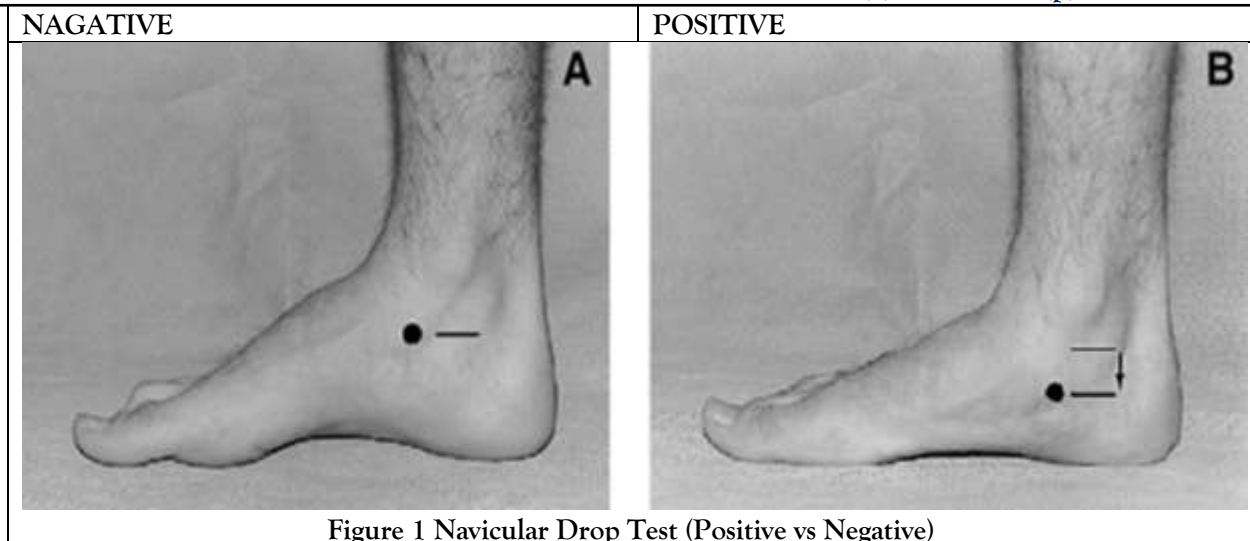 NAGATIVE
POSITIVE
A
B
Figure 1 Navicular Drop Test (Positive vs Negative)